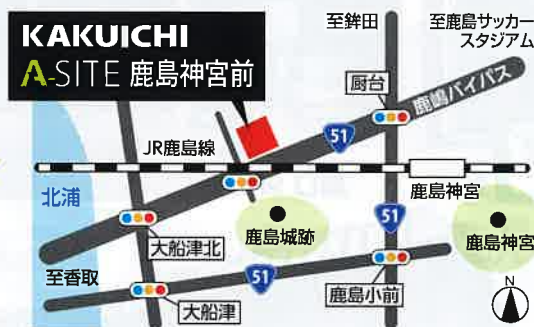 KAKUICHI
A-SITE 鹿島神宮前
至鉾田
至鹿島サッカー
スタジアム
厨台
鹿嶋バイパス
51
JR鹿島線
鹿島神宮
北浦
51
大船津北
鹿島城跡
鹿島神宮
至香取
51
大船津
鹿島小前
N